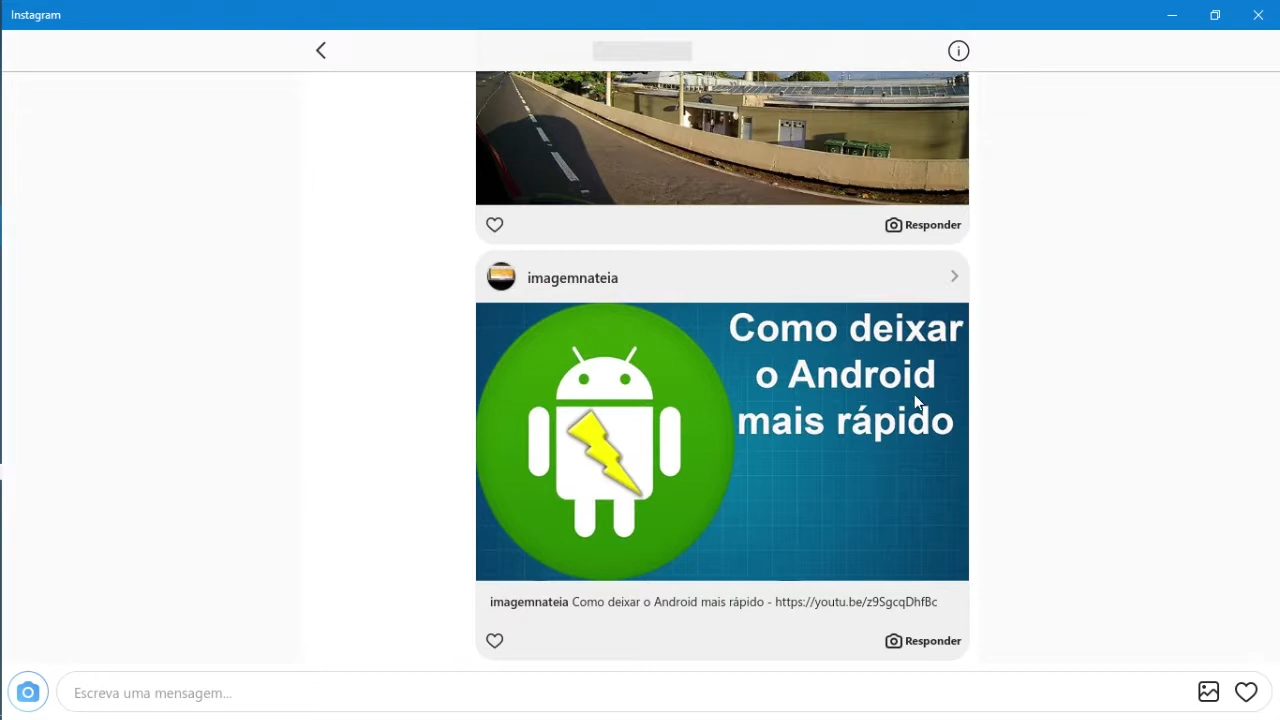 Instagram
Responder
imagemnateia
Como deixar
o Android
mais rápido
imagemnateia Como deixar o Android mais rápido - https://youtu.be/z9SgcqDhfBc
Responder
Escreva uma mensagem...